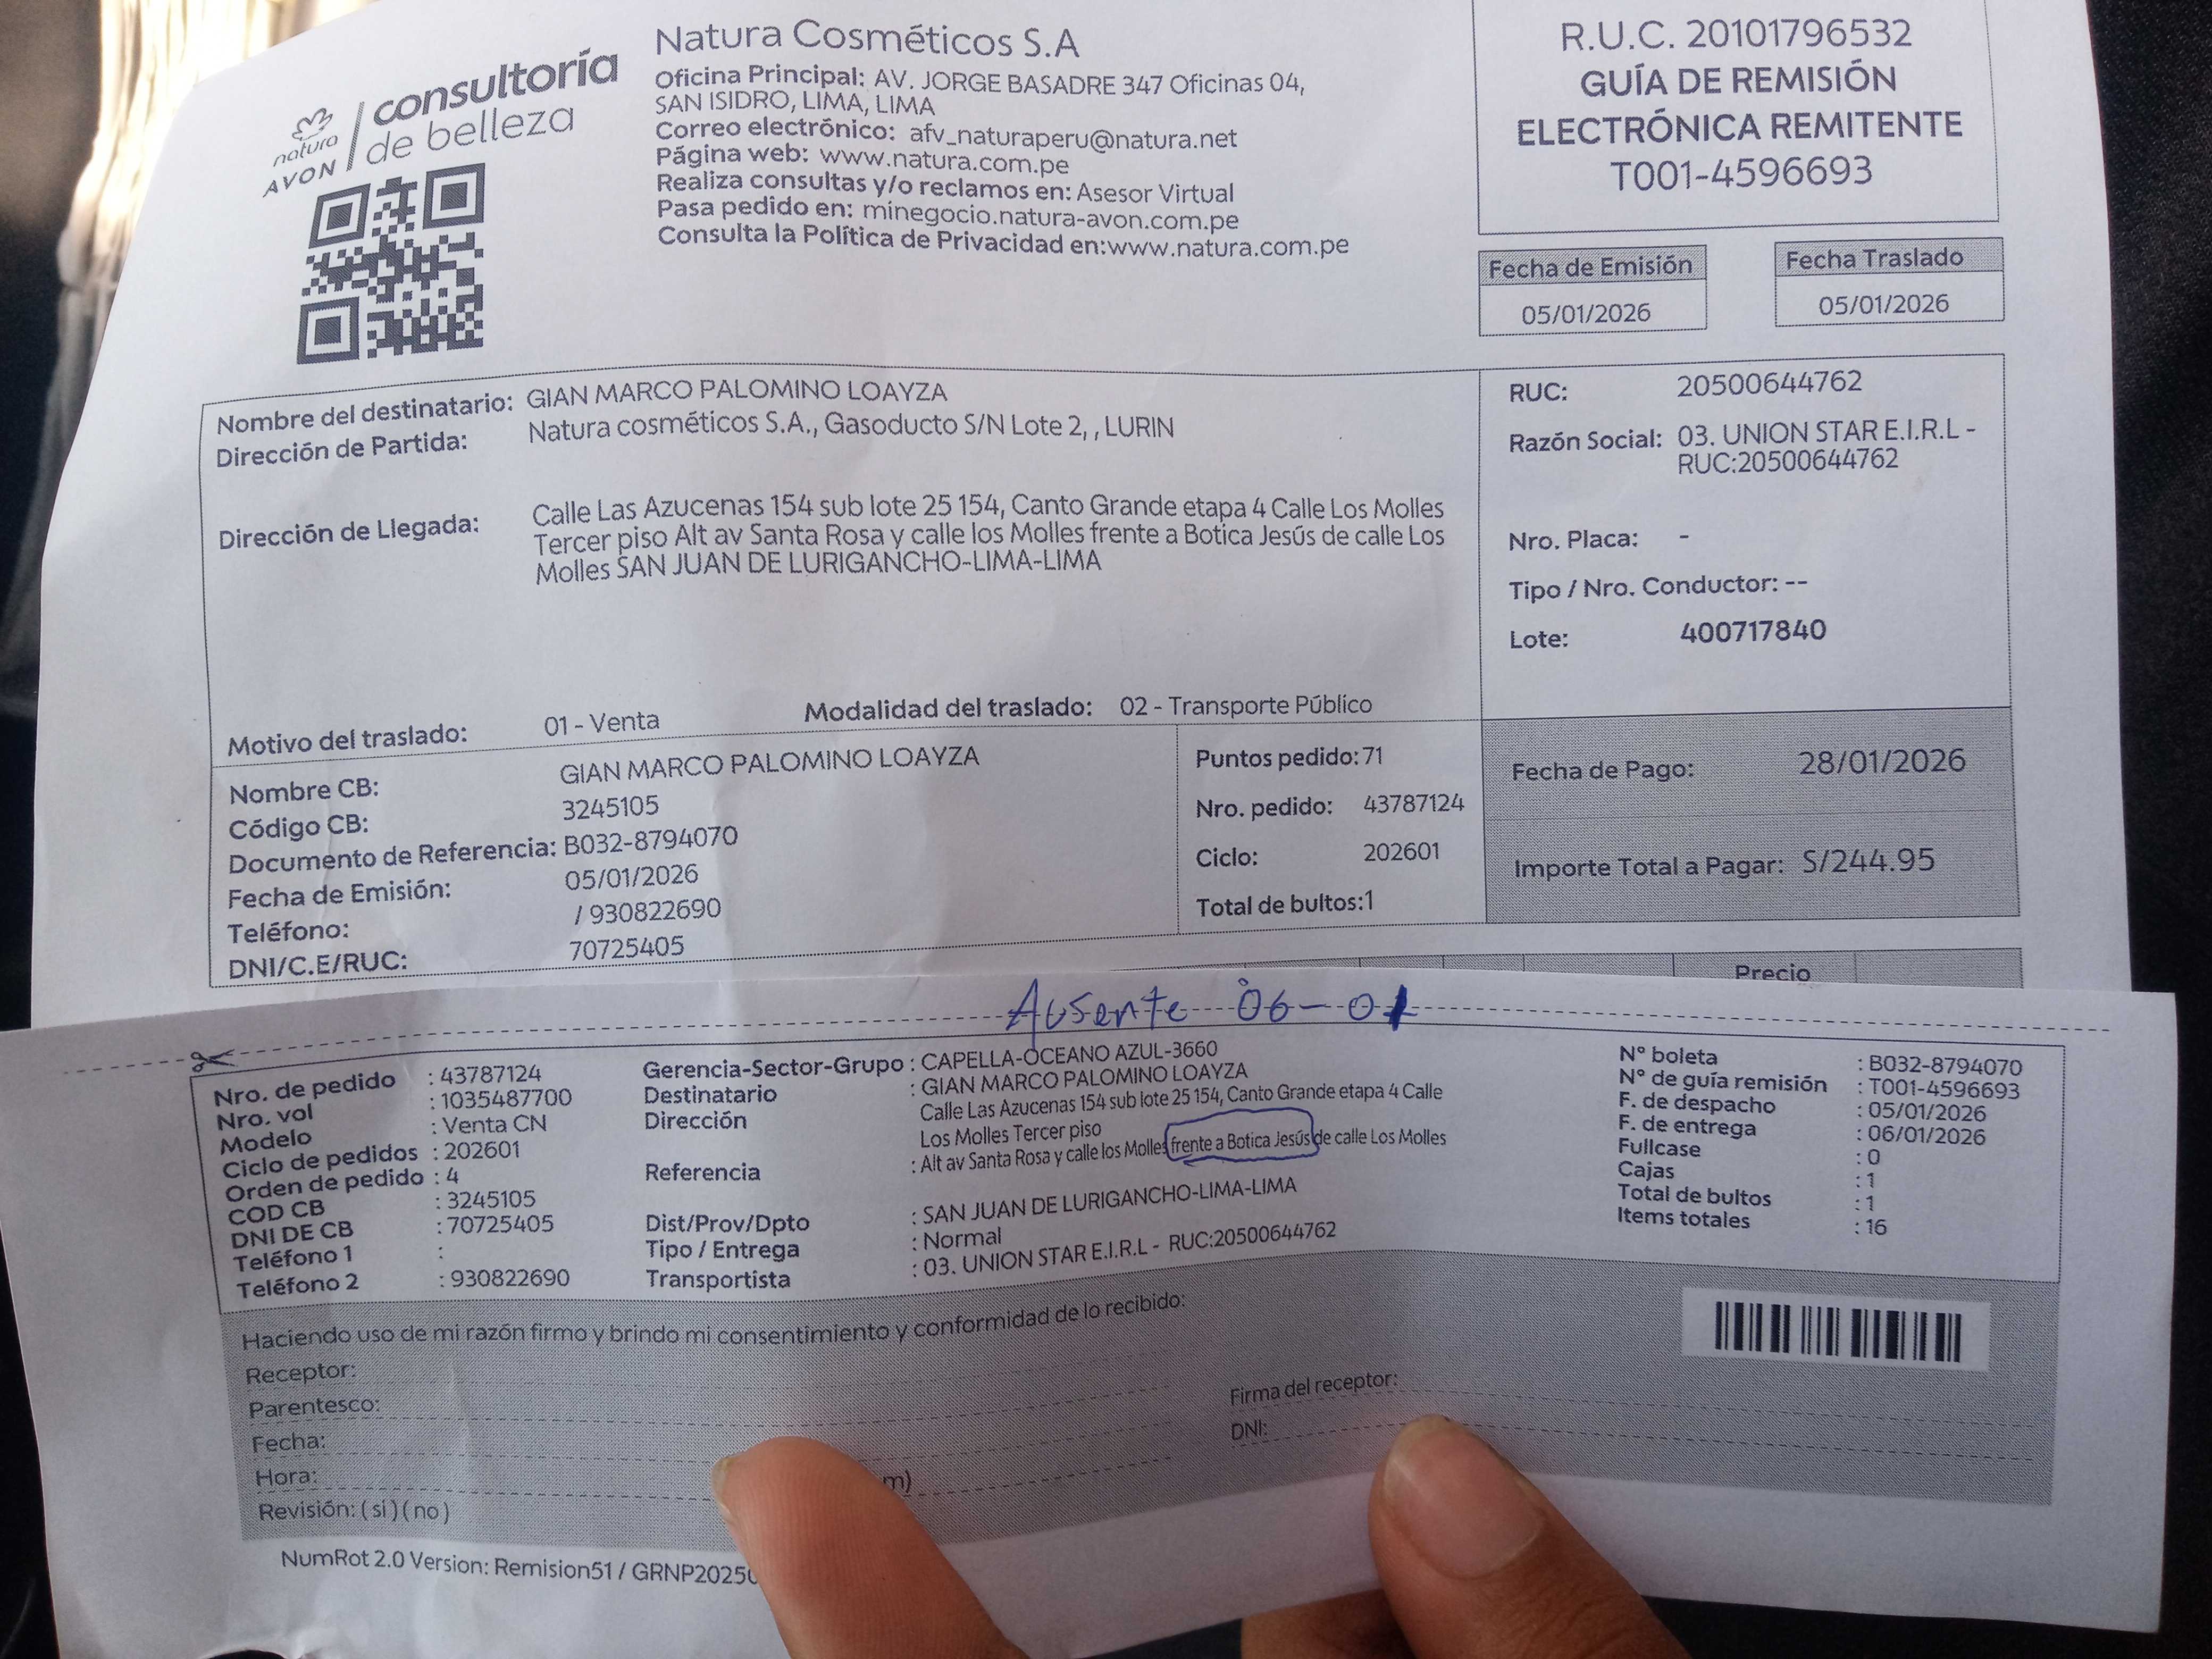 natura
AVON
consultoría
de belleza
Natura Cosméticos S.A
Oficina Principal: AV. JORGE BASADRE 347 Oficinas 04,
SAN ISIDRO, LIMA, LIMA
Correo electrónico: afv_naturaperu@natura.net
Página web: www.natura.com.pe
Realiza consultas y/o reclamos en: Asesor Virtual
Pasa pedido en: minegocio.natura-avon.com.pe
Consulta la Política de Privacidad en:www.natura.com.pe
R.U.C. 20101796532
GUÍA DE REMISIÓN
ELECTRÓNICA REMITENTE
T001-4596693
Fecha de Emisión
05/01/2026
Fecha Traslado
05/01/2026
Nombre del destinatario: GIAN MARCO PALOMINO LOAYZA
Dirección de Partida: Natura cosméticos S.A., Gasoducto S/N Lote 2, , LURIN
Dirección de Llegada: Calle Las Azucenas 154 sub lote 25 154, Canto Grande etapa 4 Calle Los Molles
Tercer piso Alt av Santa Rosa y calle los Molles frente a Botica Jesús de calle Los
Molles SAN JUAN DE LURIGANCHO-LIMA-LIMA
Motivo del traslado: 01 - Venta Modalidad del traslado: 02 - Transporte Público
RUC: 20500644762
Razón Social: 03. UNION STAR E.I.R.L -
RUC:20500644762
Nro. Placa: -
Tipo / Nro. Conductor: --
Lote: 400717840
Nombre CB: GIAN MARCO PALOMINO LOAYZA
Código CB: 3245105
Documento de Referencia: B032-8794070
Fecha de Emisión: 05/01/2026
Teléfono: / 930822690
DNI/C.E/RUC: 70725405
Puntos pedido:71
Nro. pedido: 43787124
Ciclo: 202601
Total de bultos:1
Fecha de Pago: 28/01/2026
Importe Total a Pagar: S/244.95
Precio
Ausente 06-01
Nro. de pedido : 43787124
Nro. vol : 1035487700
Modelo : Venta CN
Ciclo de pedidos : 202601
Orden de pedido : 4
COD CB : 3245105
DNI DE CB : 70725405
Teléfono 1 :
Teléfono 2 : 930822690
Gerencia-Sector-Grupo : CAPELLA-OCEANO AZUL-3660
Destinatario : GIAN MARCO PALOMINO LOAYZA
Dirección : Calle Las Azucenas 154 sub lote 25 154, Canto Grande etapa 4 Calle
Los Molles Tercer piso
Referencia : Alt av Santa Rosa y calle los Molles frente a Botica Jesús de calle Los Molles
Dist/Prov/Dpto : SAN JUAN DE LURIGANCHO-LIMA-LIMA
Tipo / Entrega : Normal
Transportista : 03. UNION STAR E.I.R.L - RUC:20500644762
N° boleta : B032-8794070
N° de guía remisión : T001-4596693
F. de despacho : 05/01/2026
F. de entrega : 06/01/2026
Fullcase : 0
Cajas : 1
Total de bultos : 1
Items totales : 16
Haciendo uso de mi razón firmo y brindo mi consentimiento y conformidad de lo recibido:
Receptor:
Parentesco:
Fecha:
Hora: m)
Revisión: ( si ) ( no )
Firma del receptor:
DNI:
NumRot 2.0 Version: Remision51 / GRNP2025